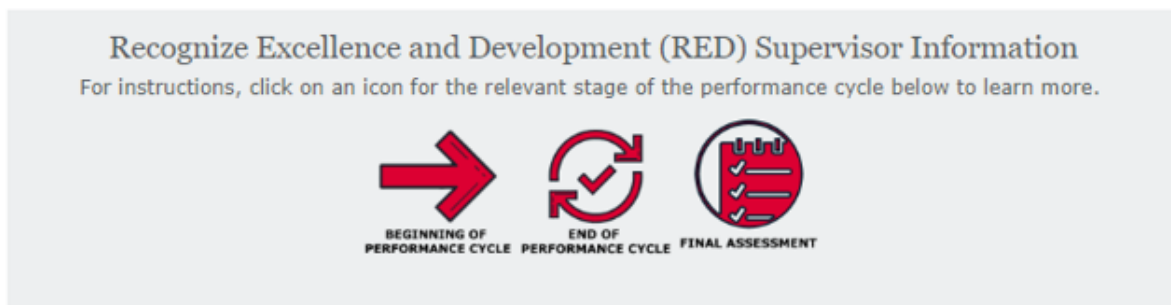 Recognize Excellence and Development (RED) Supervisor Information
For instructions, click on an icon for the relevant stage of the performance cycle below to learn more.
BEGINNING OF
PERFORMANCE CYCLE
END OF
PERFORMANCE CYCLE
FINAL ASSESSMENT